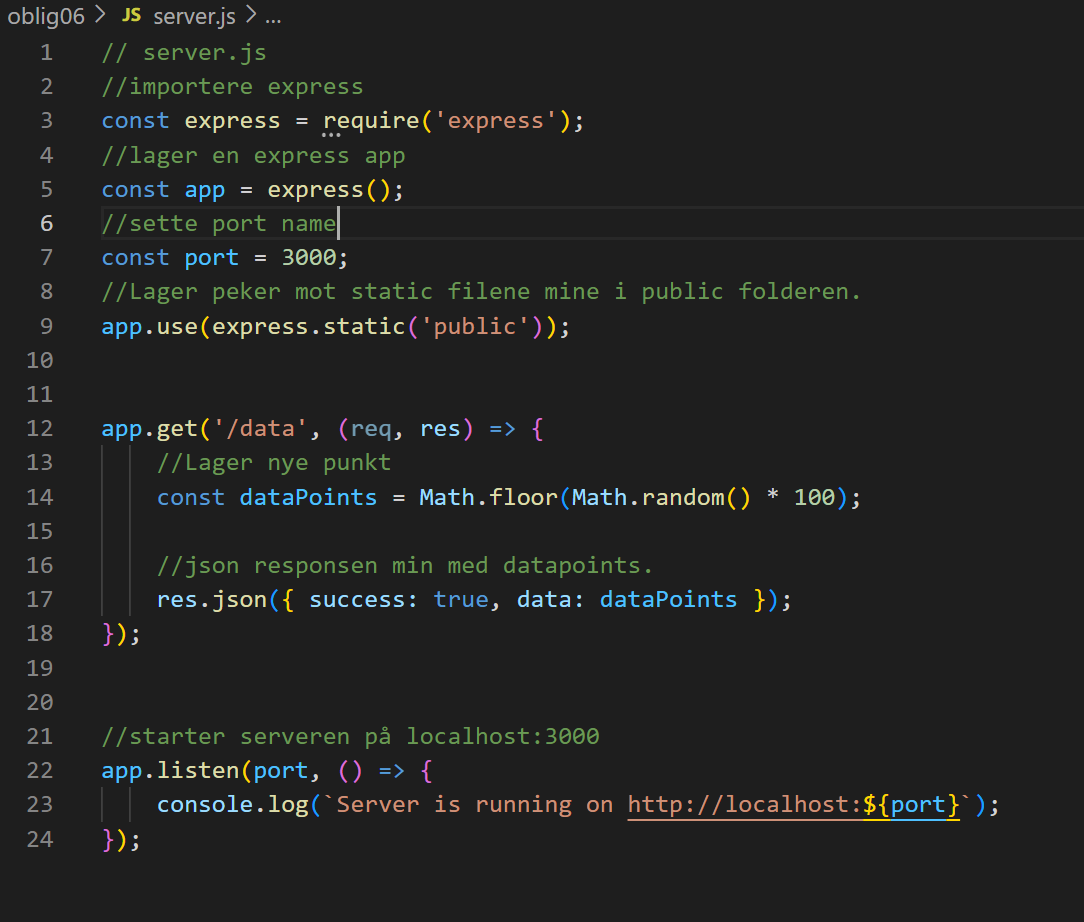 oblig06 > JS server.js > ...
1 // server.js
2 //importere express
3 const express = require('express');
4 //lager en express app
5 const app = express();
6 //sette port name
7 const port = 3000;
8 //Lager peker mot static filene mine i public folderen.
9 app.use(express.static('public'));
10
11
12 app.get('/data', (req, res) => {
13     //Lager nye punkt
14     const dataPoints = Math.floor(Math.random() * 100);
15
16     //json responsen min med datapoints.
17     res.json({ success: true, data: dataPoints });
18 });
19
20
21 //starter serveren på localhost:3000
22 app.listen(port, () => {
23     console.log(`Server is running on http://localhost:${port}`);
24 });